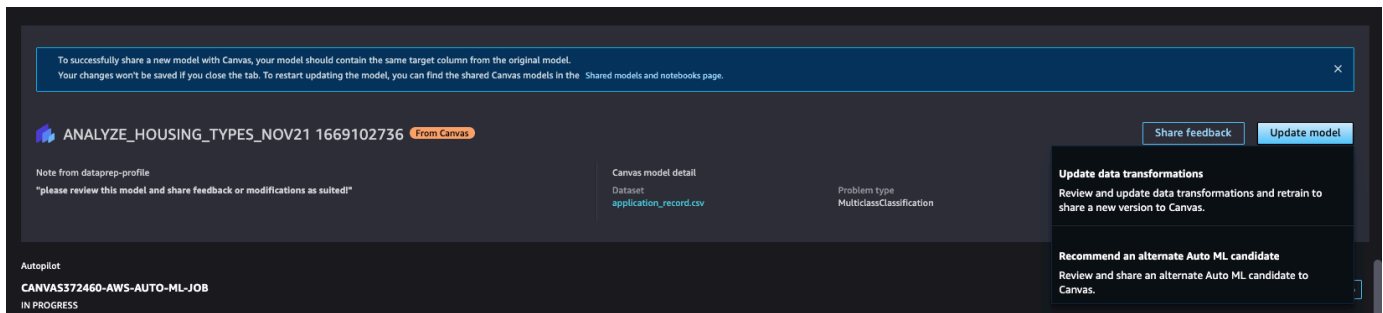 To successfully share a new model with Canvas, your model should contain the same target column from the original model.
Your changes won't be saved if you close the tab. To restart updating the model, you can find the shared Canvas models in the Shared models and notebooks page.
ANALYZE_HOUSING_TYPES_NOV21 1669102736 From Canvas
Share feedback
Update model
Note from dataprep-profile
"please review this model and share feedback or modifications as suited!"
Canvas model detail
Dataset
application_record.csv
Problem type
MulticlassClassification
Update data transformations
Review and update data transformations and retrain to
share a new version to Canvas.
Recommend an alternate Auto ML candidate
Review and share an alternate Auto ML candidate to
Canvas.
Autopilot
CANVAS372460-AWS-AUTO-ML-JOB
IN PROGRESS